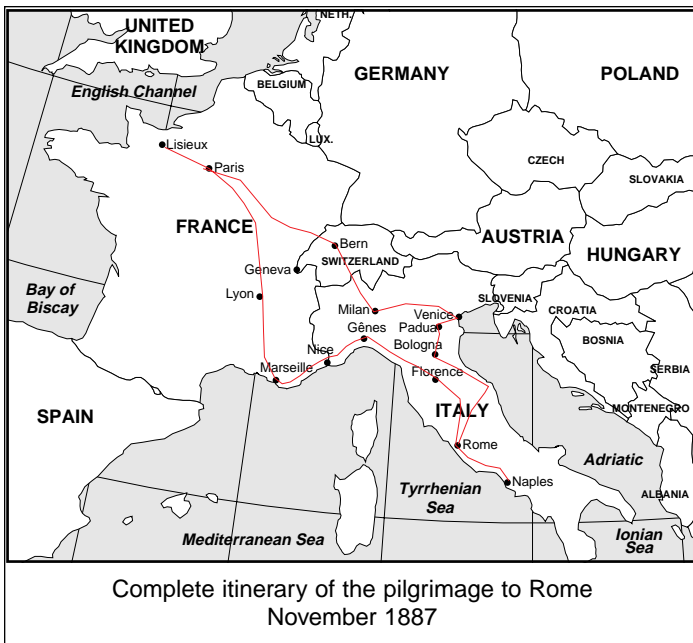 NETH.
UNITED
KINGDOM
GERMANY
POLAND
English Channel
BELGIUM
LUX.
Lisieux
Paris
CZECH
SLOVAKIA
FRANCE
AUSTRIA
HUNGARY
Bern
SWITZERLAND
Geneva
Bay of
Biscay
Lyon
Milan
Venice
SLOVENIA
CROATIA
Gênes
Padua
Bologna
BOSNIA
Nice
Marseille
Florence
SERBIA
SPAIN
ITALY
MONTENEGRO
Rome
Adriatic
Naples
Tyrrhenian
Sea
ALBANIA
Mediterranean Sea
Ionian
Sea
Complete itinerary of the pilgrimage to Rome
November 1887